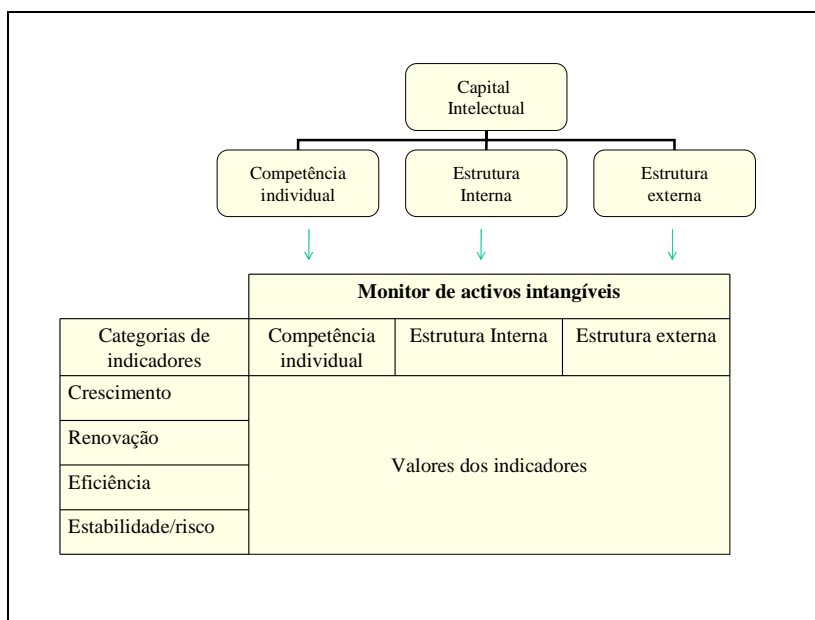 Capital
Intelectual
Competência
individual
Estrutura
Interna
Estrutura
externa
Monitor de activos intangíveis
Categorias de
indicadores
Competência
individual
Estrutura Interna
Estrutura externa
Crescimento
Renovação
Eficiência
Estabilidade/risco
Valores dos indicadores